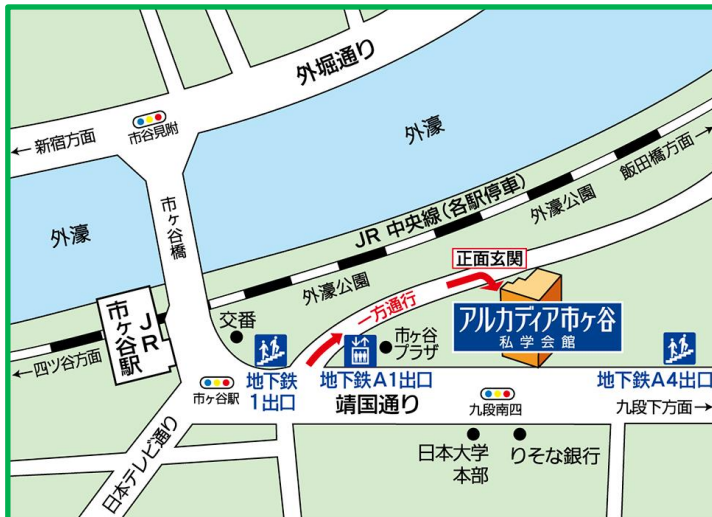 外堀通り
← 新宿方面
市谷見附
外濠
飯田橋方面 →
外濠
市ヶ谷橋
JR 中央線(各駅停車)
外濠公園
外濠公園
正面玄関
一方通行
アルカディア市ヶ谷
私学会館
JR
市ヶ谷駅
交番
市ヶ谷
プラザ
←四ツ谷方面
地下鉄
1出口
地下鉄A1出口
地下鉄A4出口
市ヶ谷駅
靖国通り
九段南四
九段下方面→
日本テレビ通り
日本大学
本部
りそな銀行